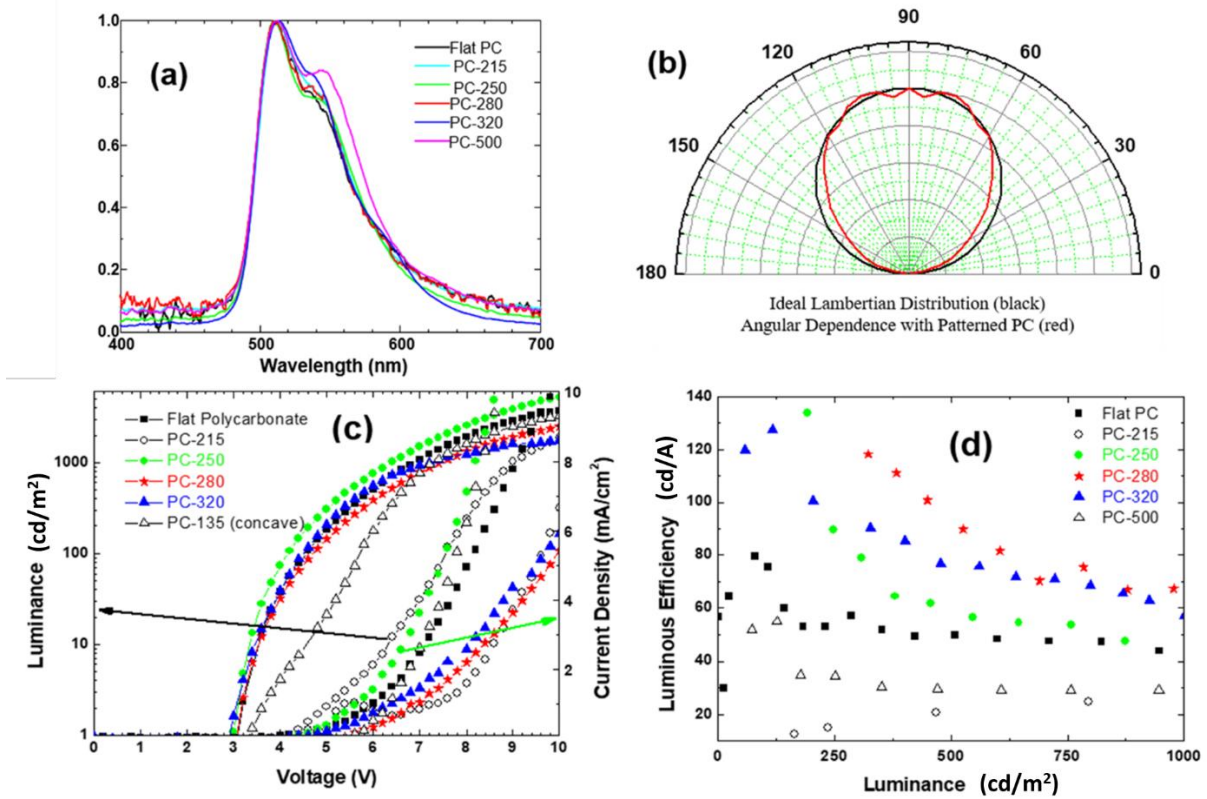 (a)
1.0
0.8
0.6
0.4
0.2
0.0
400
500
600
700
Wavelength (nm)
Flat PC
PC-215
PC-250
PC-280
PC-320
PC-500
(b)
90
120
60
150
30
180
0
Ideal Lambertian Distribution (black)
Angular Dependence with Patterned PC (red)
(c)
Luminance (cd/m²)
1000
100
10
1
Flat Polycarbonate
PC-215
PC-250
PC-280
PC-320
PC-135 (concave)
10
8
6
4
2
Current Density (mA/cm²)
0 1 2 3 4 5 6 7 8 9 10
Voltage (V)
(d)
Luminous Efficiency (cd/A)
140
120
100
80
60
40
20
Flat PC
PC-215
PC-250
PC-280
PC-320
PC-500
0 250 500 750 1000
Luminance (cd/m²)